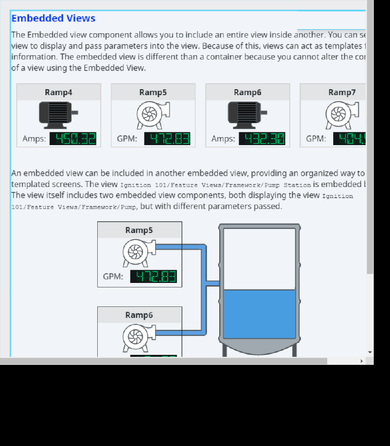 Embedded Views
The Embedded view component allows you to include an entire view inside another. You can se
view to display and pass parameters into the view. Because of this, views can act as templates f
information. The embedded view is different than a container because you cannot alter the co
of a view using the Embedded View.
Ramp4 Ramp5 Ramp6 Ramp7
Amps: 450.32 GPM: 472.83 Amps: 432.30 GPM: 404.
An embedded view can be included in another embedded view, providing an organized way to
templated screens. The view Ignition 101/Feature Views/Framework/Pump Station is embedded
The view itself includes two embedded view components, both displaying the view Ignition
101/Feature Views/Framework/Pump, but with different parameters passed.
Ramp5
GPM: 472.83
Ramp6